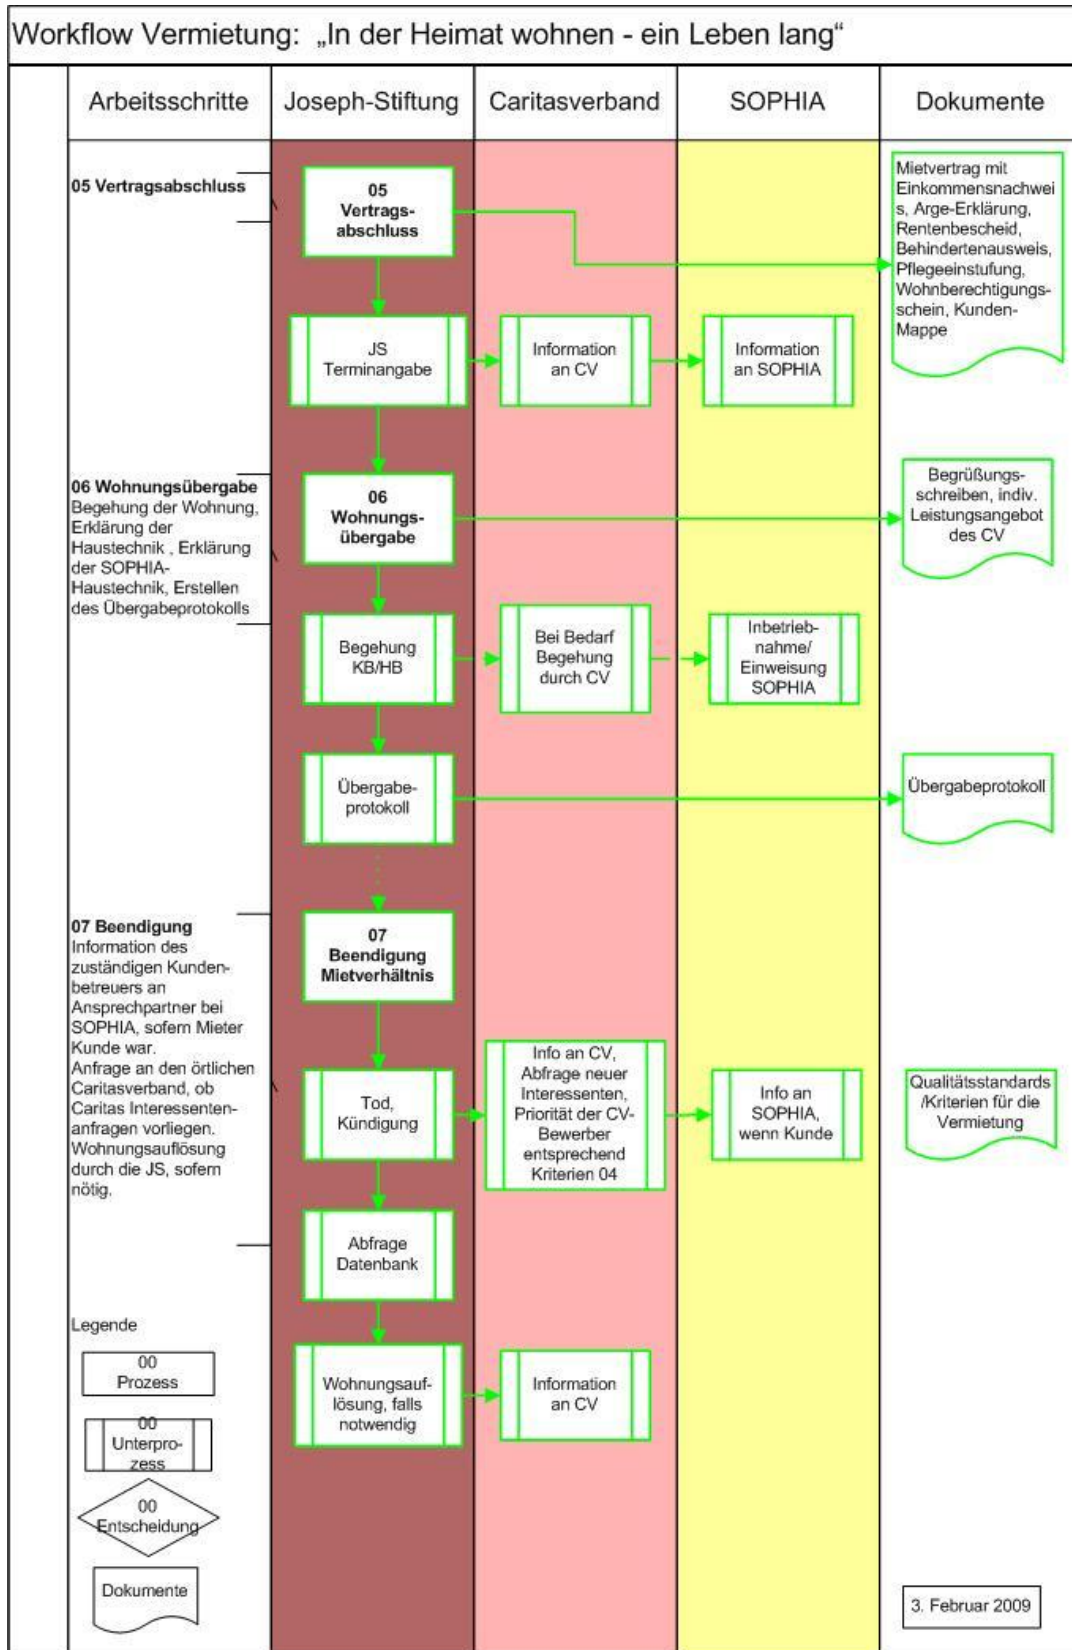 Workflow Vermietung: „In der Heimat wohnen - ein Leben lang“
Arbeitsschritte
Joseph-Stiftung
Caritasverband
SOPHIA
Dokumente
05 Vertragsabschluss
05
Vertrags-
abschluss
Mietvertrag mit
Einkommensnachwei
s, Arge-Erklärung,
Rentenbescheid,
Behindertenausweis,
Pflegeeinstufung,
Wohnberechtigungs-
schein, Kunden-
Mappe
JS
Terminangabe
Information
an CV
Information
an SOPHIA
06 Wohnungsübergabe
Begehung der Wohnung,
Erklärung der
Haustechnik , Erklärung
der SOPHIA-
Haustechnik, Erstellen
des Übergabeprotokolls
06
Wohnungs-
übergabe
Begrüßungs-
schreiben, indiv.
Leistungsangebot
des CV
Begehung
KB/HB
Bei Bedarf
Begehung
durch CV
Inbetrieb-
nahme/
Einweisung
SOPHIA
Übergabe-
protokoll
Übergabeprotokoll
07 Beendigung
Information des
zuständigen Kunden-
betreuers an
Ansprechpartner bei
SOPHIA, sofern Mieter
Kunde war.
Anfrage an den örtlichen
Caritasverband, ob
Caritas Interessenten-
anfragen vorliegen.
Wohnungsauflösung
durch die JS, sofern
nötig.
07
Beendigung
Mietverhältnis
Tod,
Kündigung
Info an CV,
Abfrage neuer
Interessenten,
Priorität der CV-
Bewerber
entsprechend
Kriterien 04
Info an
SOPHIA,
wenn Kunde
Qualitätsstandards
/Kriterien für die
Vermietung
Abfrage
Datenbank
Wohnungsauf-
lösung, falls
notwendig
Information
an CV
Legende
00
Prozess
00
Unterpro-
zess
00
Entscheidung
Dokumente
3. Februar 2009